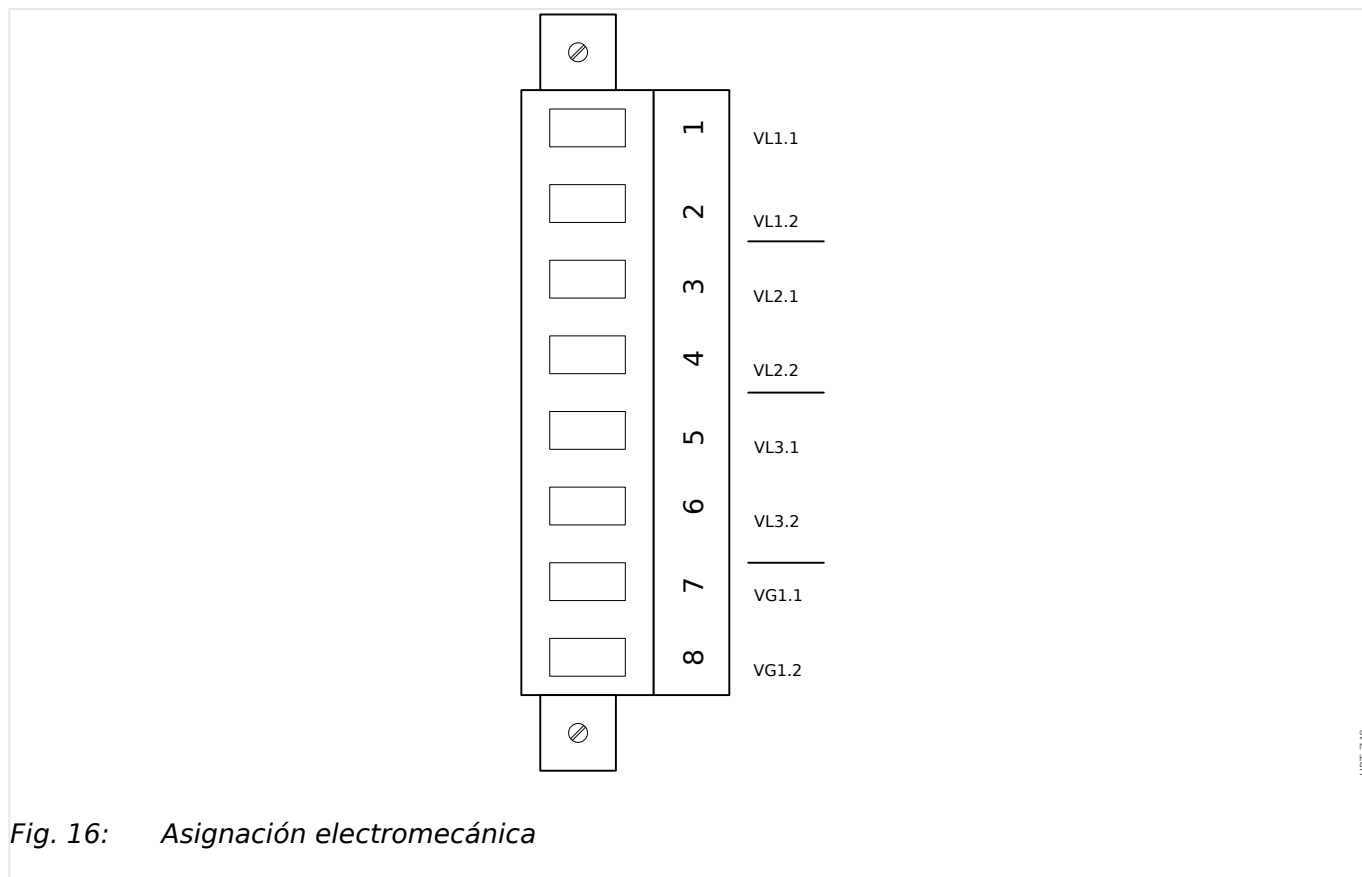 1 VL1.1
2 VL1.2
3 VL2.1
4 VL2.2
5 VL3.1
6 VL3.2
7 VG1.1
8 VG1.2
Fig. 16: Asignación electromecánica